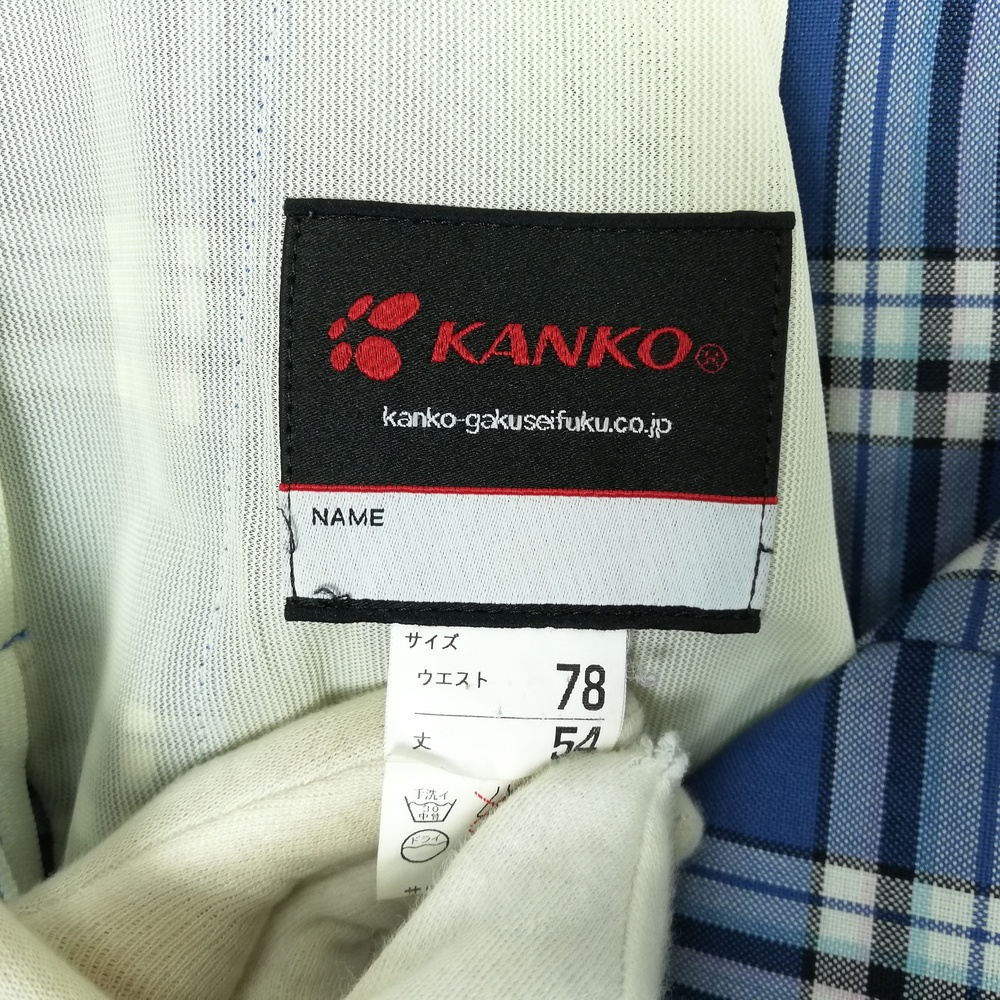 KANKO®
kanko-gakuseifuku.co.jp
NAME
サイズ
ウエスト 78
丈 54
手洗イ
30
中性
ドライ